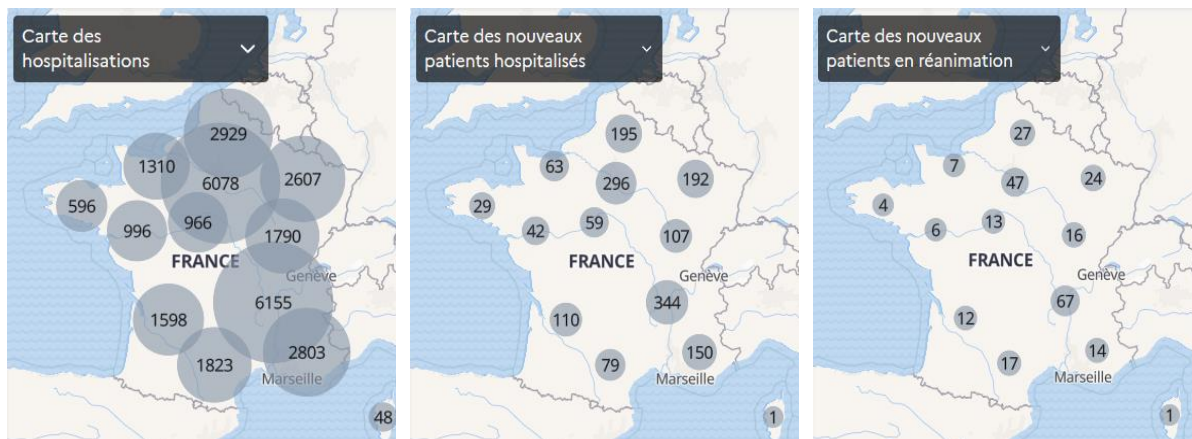 Carte des
hospitalisations
2929
1310
6078
2607
596
966
996
1790
FRANCE
Genève
6155
1598
2803
1823
Marseille
48
Carte des nouveaux
patients hospitalisés
195
63
296
192
29
59
42
107
FRANCE
Genève
344
110
150
79
Marseille
1
Carte des nouveaux
patients en réanimation
27
7
47
24
4
13
6
16
FRANCE
Genève
67
12
14
17
Marseille
1